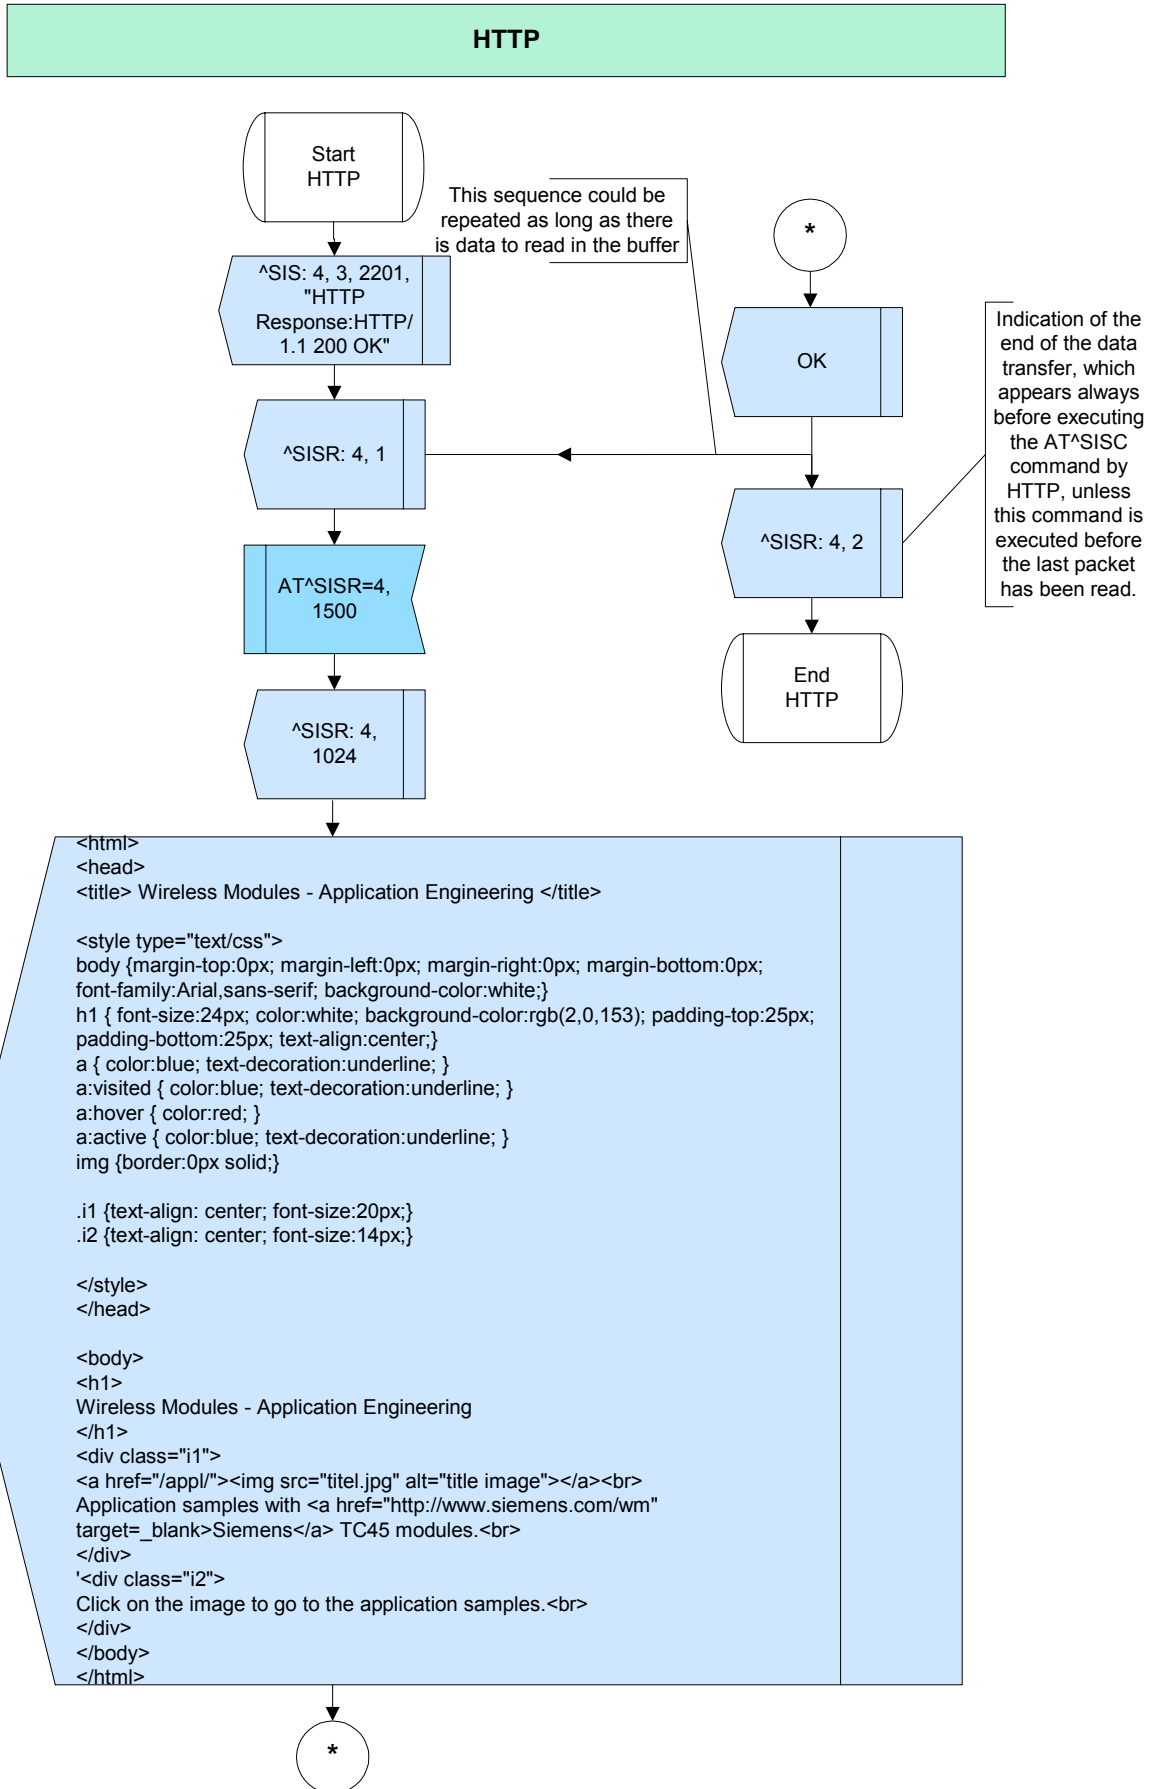 HTTP
Start
HTTP
This sequence could be
repeated as long as there
is data to read in the buffer
*
^SIS: 4, 3, 2201,
"HTTP
Response:HTTP/
1.1 200 OK"
OK
Indication of the
end of the data
transfer, which
appears always
before executing
the AT^SISC
command by
HTTP, unless
this command is
executed before
the last packet
has been read.
^SISR: 4, 1
^SISR: 4, 2
AT^SISR=4,
1500
End
HTTP
^SISR: 4,
1024
<html>
<head>
<title> Wireless Modules - Application Engineering </title>
<style type="text/css">
body {margin-top:0px; margin-left:0px; margin-right:0px; margin-bottom:0px;
font-family:Arial,sans-serif; background-color:white;}
h1 { font-size:24px; color:white; background-color:rgb(2,0,153); padding-top:25px;
padding-bottom:25px; text-align:center;}
a { color:blue; text-decoration:underline; }
a:visited { color:blue; text-decoration:underline; }
a:hover { color:red; }
a:active { color:blue; text-decoration:underline; }
img {border:0px solid;}
.i1 {text-align: center; font-size:20px;}
.i2 {text-align: center; font-size:14px;}
</style>
</head>
<body>
<h1>
Wireless Modules - Application Engineering
</h1>
<div class="i1">
<a href="/appl/"><img src="titel.jpg" alt="title image"></a><br>
Application samples with <a href="http://www.siemens.com/wm"
target=_blank>Siemens</a> TC45 modules.<br>
</div>
'<div class="i2">
Click on the image to go to the application samples.<br>
</div>
</body>
</html>
*